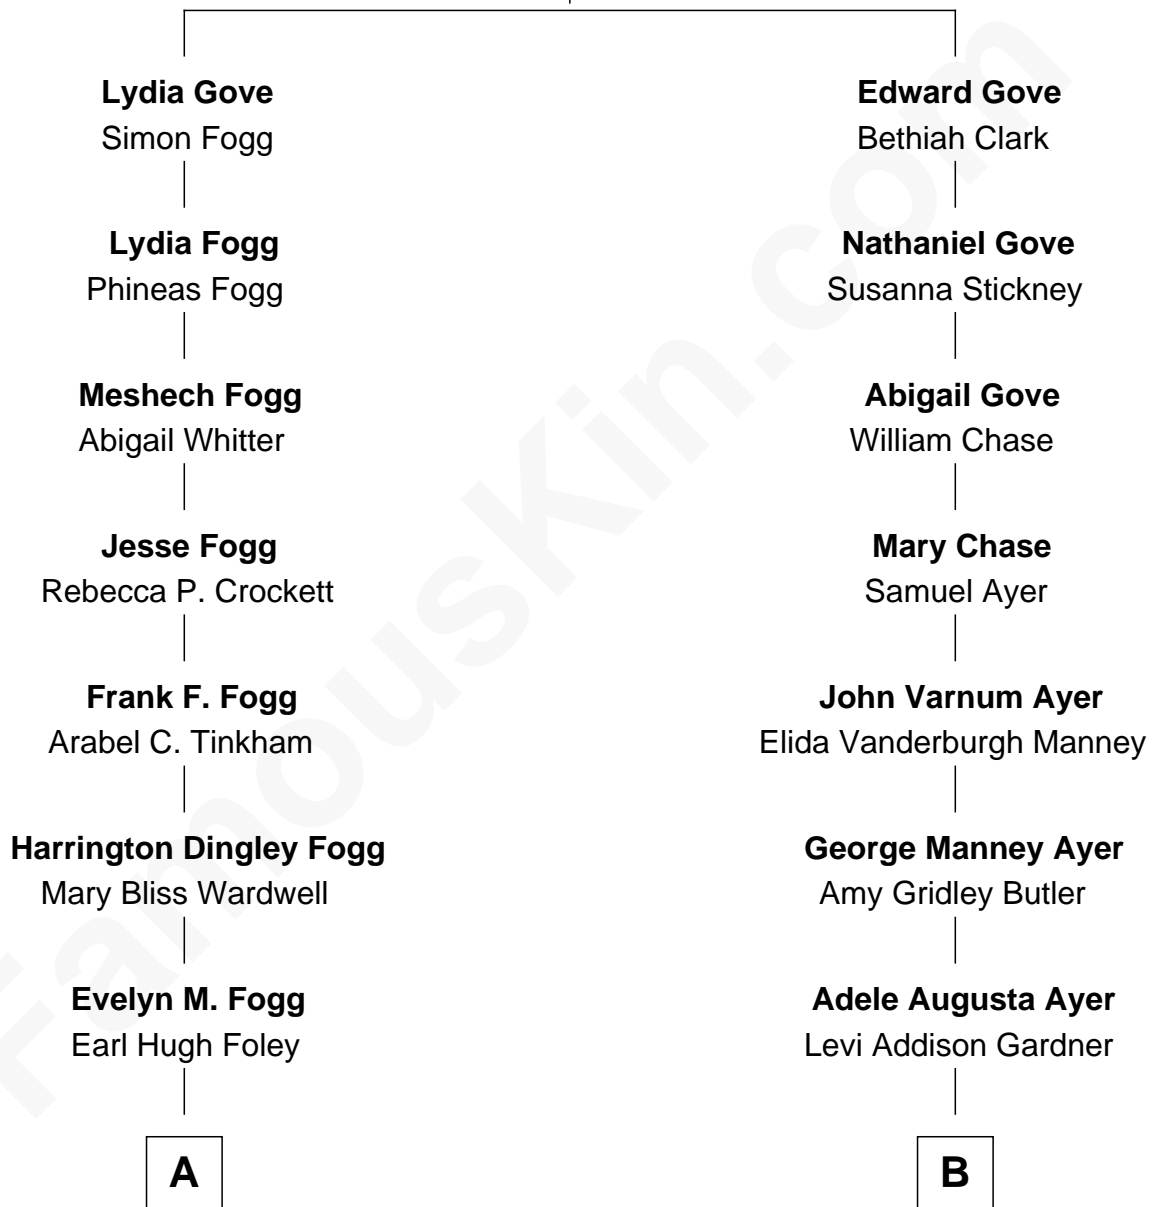 Lydia Gove
Simon Fogg
Edward Gove
Bethiah Clark
Lydia Fogg
Phineas Fogg
Nathaniel Gove
Susanna Stickney
Meshech Fogg
Abigail Whitter
Abigail Gove
William Chase
Jesse Fogg
Rebecca P. Crockett
Mary Chase
Samuel Ayer
Frank F. Fogg
Arabel C. Tinkham
John Varnum Ayer
Elida Vanderburgh Manney
Harrington Dingley Fogg
Mary Bliss Wardwell
George Manney Ayer
Amy Gridley Butler
Evelyn M. Fogg
Earl Hugh Foley
Adele Augusta Ayer
Levi Addison Gardner
A
B
FamousKin.com